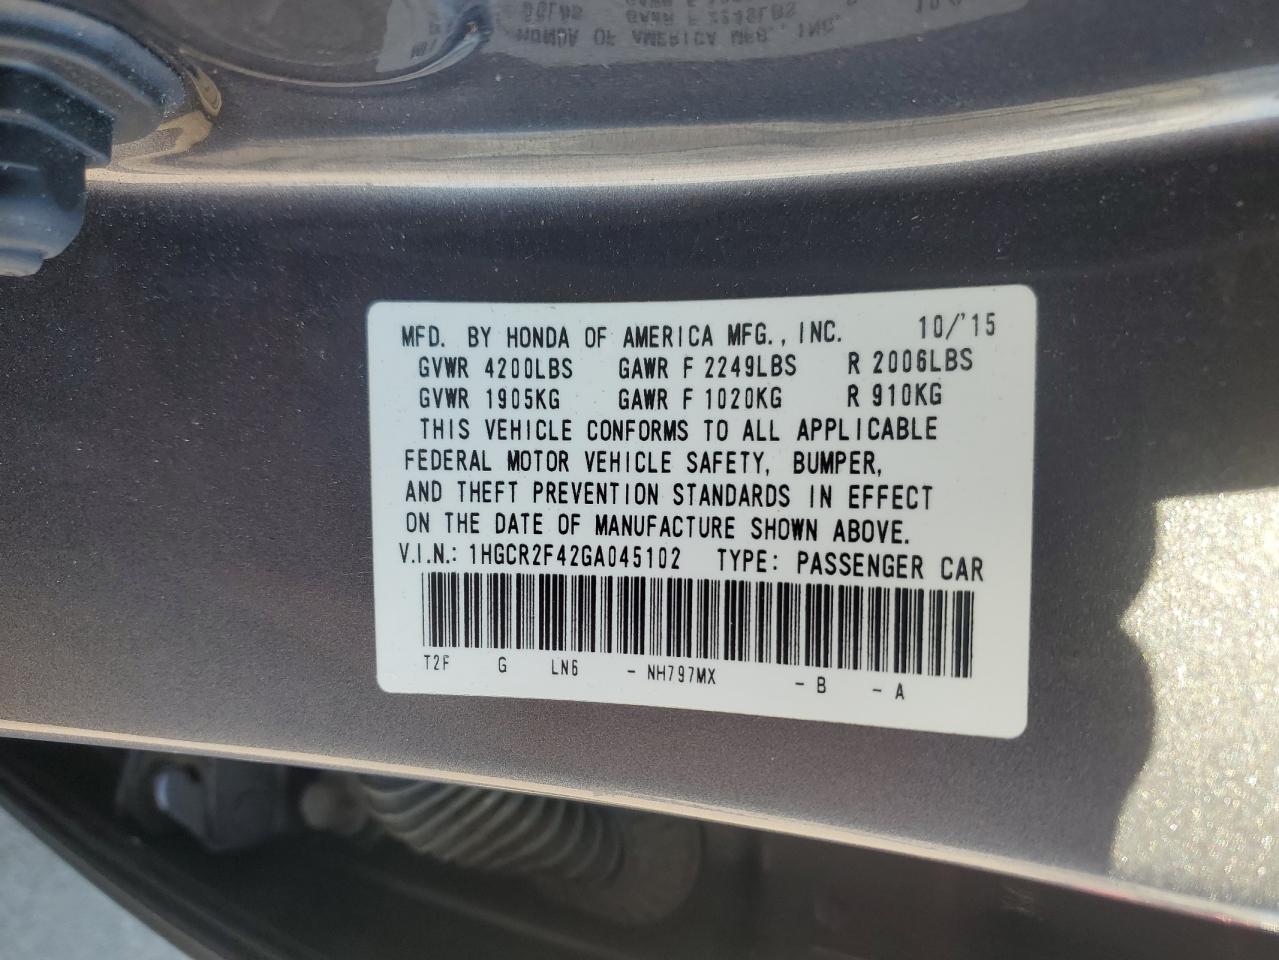 MFD. BY HONDA OF AMERICA MFG., INC. 10/'15
GVWR 4200LBS GAWR F 2249LBS R 2006LBS
GVWR 1905KG GAWR F 1020KG R 910KG
THIS VEHICLE CONFORMS TO ALL APPLICABLE
FEDERAL MOTOR VEHICLE SAFETY, BUMPER,
AND THEFT PREVENTION STANDARDS IN EFFECT
ON THE DATE OF MANUFACTURE SHOWN ABOVE.
V.I.N.: 1HGCR2F42GA045102 TYPE: PASSENGER CAR
T2F G LN6 - NH797MX - B - A